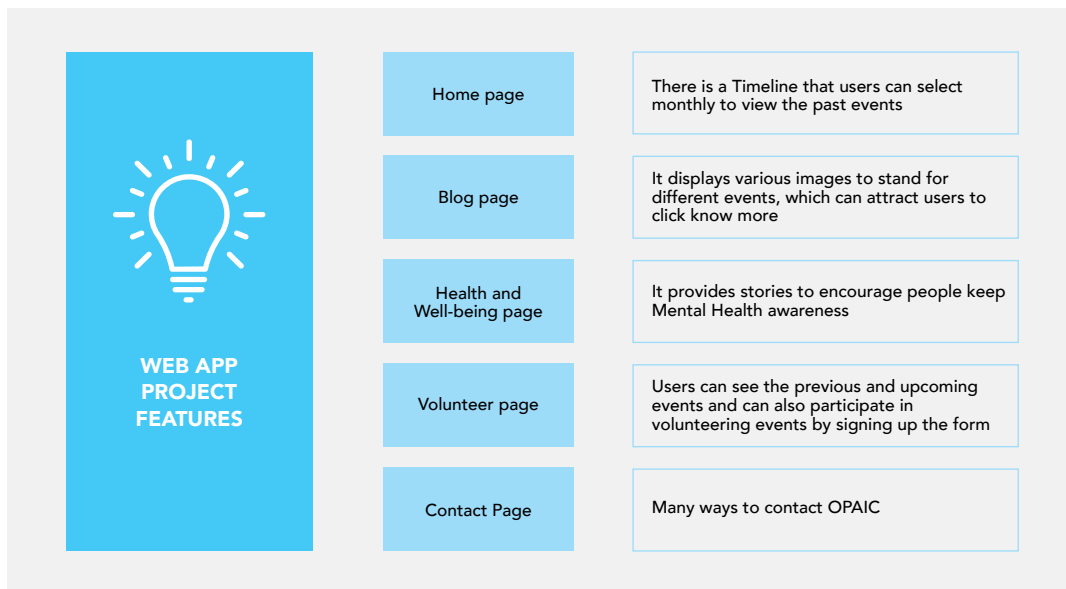 WEB APP
PROJECT
FEATURES
Home page
There is a Timeline that users can select
monthly to view the past events
Blog page
It displays various images to stand for
different events, which can attract users to
click know more
Health and
Well-being page
It provides stories to encourage people keep
Mental Health awareness
Volunteer page
Users can see the previous and upcoming
events and can also participate in
volunteering events by signing up the form
Contact Page
Many ways to contact OPAIC